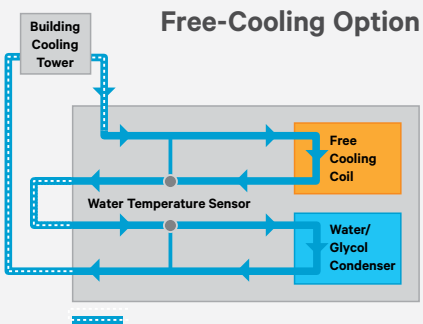 Free-Cooling Option
Building
Cooling
Tower
Free
Cooling
Coil
Water Temperature Sensor
Water/
Glycol
Condenser